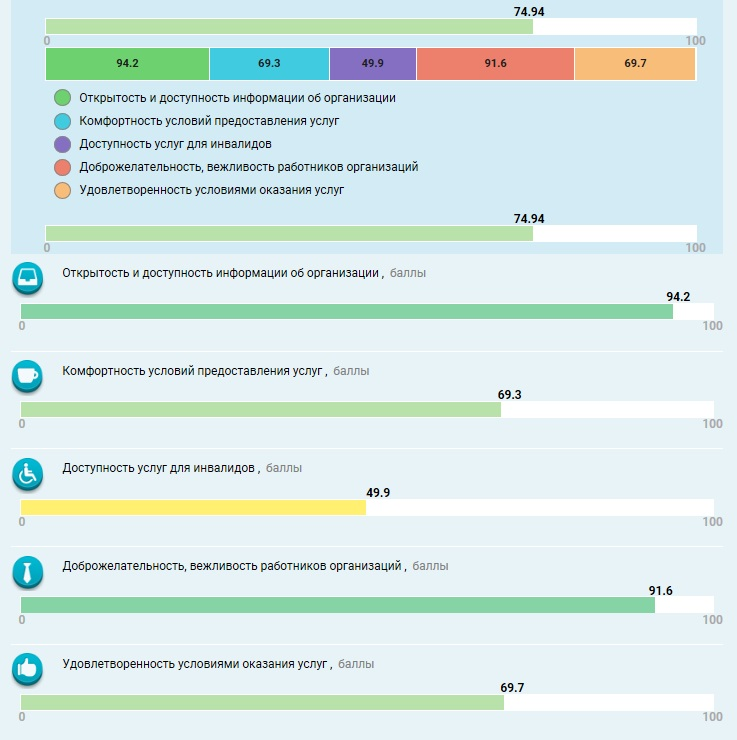 74.94
0 100
94.2 69.3 49.9 91.6 69.7
Открытость и доступность информации об организации
Комфортность условий предоставления услуг
Доступность услуг для инвалидов
Доброжелательность, вежливость работников организаций
Удовлетворенность условиями оказания услуг
74.94
0 100
Открытость и доступность информации об организации , баллы
94.2
0 100
Комфортность условий предоставления услуг , баллы
69.3
0 100
Доступность услуг для инвалидов , баллы
49.9
0 100
Доброжелательность, вежливость работников организаций , баллы
91.6
0 100
Удовлетворенность условиями оказания услуг , баллы
69.7
0 100